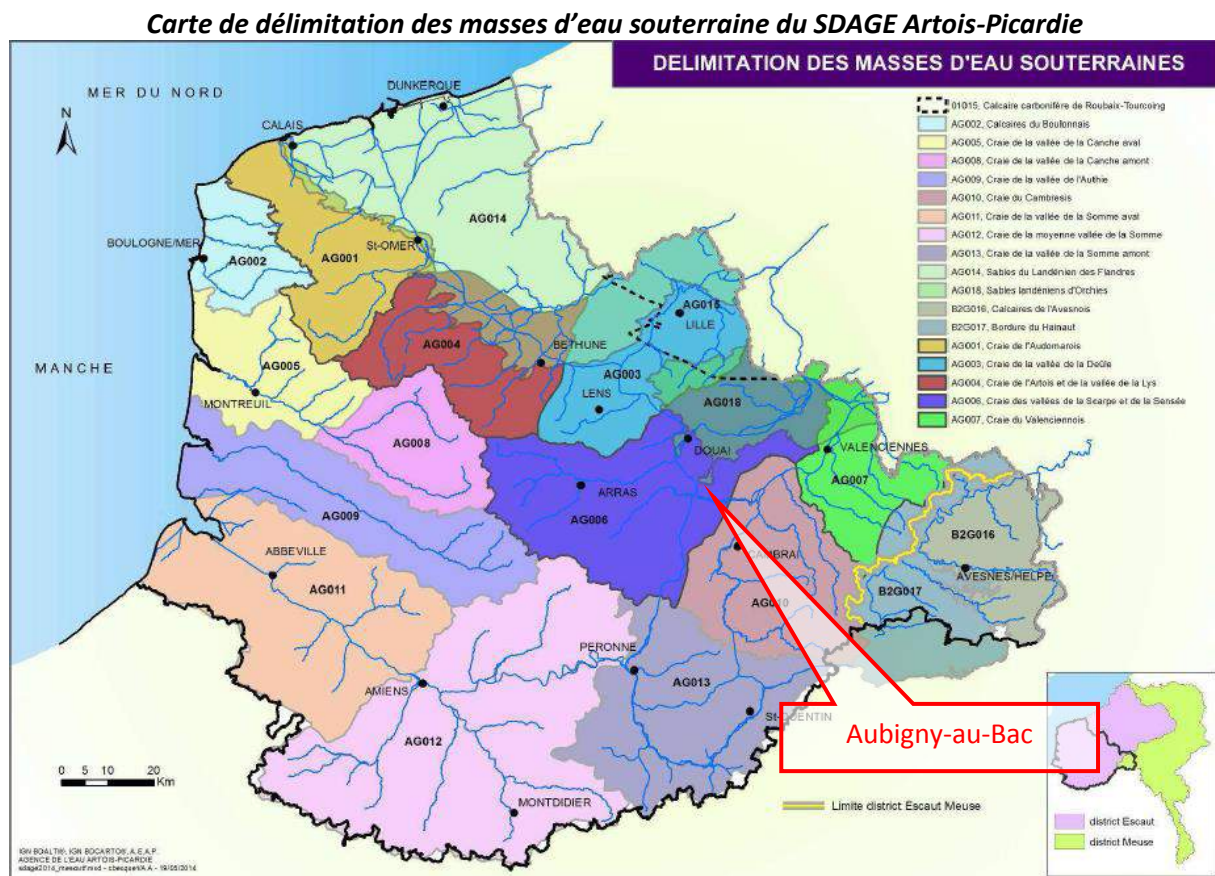 Carte de délimitation des masses d’eau souterraine du SDAGE Artois-Picardie
DELIMITATION DES MASSES D'EAU SOUTERRAINES
MER DU NORD
N
DUNKERQUE
CALAIS
01015, Calcaire carbonifère de Roubaix-Tourcoing
AG002, Calcaires du Boulonnais
AG005, Craie de la vallée de la Canche aval
AG008, Craie de la vallée de la Canche amont
AG009, Craie de la vallée de l'Authie
AG010, Craie du Cambresis
AG011, Craie de la vallée de la Somme aval
AG012, Craie de la moyenne vallée de la Somme
AG013, Craie de la vallée de la Somme amont
AG014, Sables du Landénien des Flandres
AG018, Sables landéniens d'Orchies
B2G016, Calcaires de l'Avesnois
B2G017, Bordure du Hainaut
AG001, Craie de l'Audomarois
AG003, Craie de la vallée de la Deûle
AG004, Craie de l'Artois et de la vallée de la Lys
AG006, Craie des vallées de la Scarpe et de la Sensée
AG007, Craie du Valenciennois
AG014
BOULOGNE/MER
St-OMER
AG001
AG002
AG015
LILLE
AG004
BETHUNE
MANCHE
AG005
AG003
MONTREUIL
LENS
AG018
AG008
DOUAI
VALENCIENNES
ARRAS
AG007
AG009
AG006
B2G016
ABBEVILLE
CAMBRAI
AVESNES/HELPE
AG011
AG010
B2G017
PERONNE
AMIENS
AG013
St-QUENTIN
Aubigny-au-Bac
AG012
0 5 10 20
Km
MONTDIDIER
Limite district Escaut Meuse
district Escaut
district Meuse
AGENCE DE L'EAU ARTOIS-PICARDIE